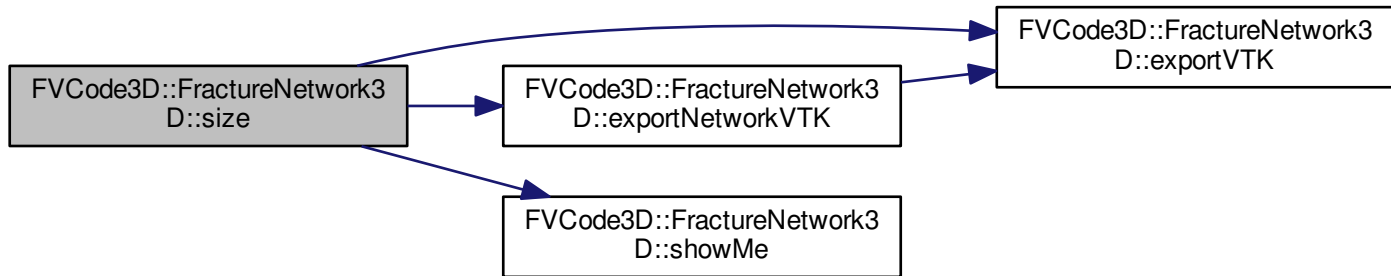 FVCode3D::FractureNetwork3
D::size
FVCode3D::FractureNetwork3
D::exportNetworkVTK
FVCode3D::FractureNetwork3
D::exportVTK
FVCode3D::FractureNetwork3
D::showMe